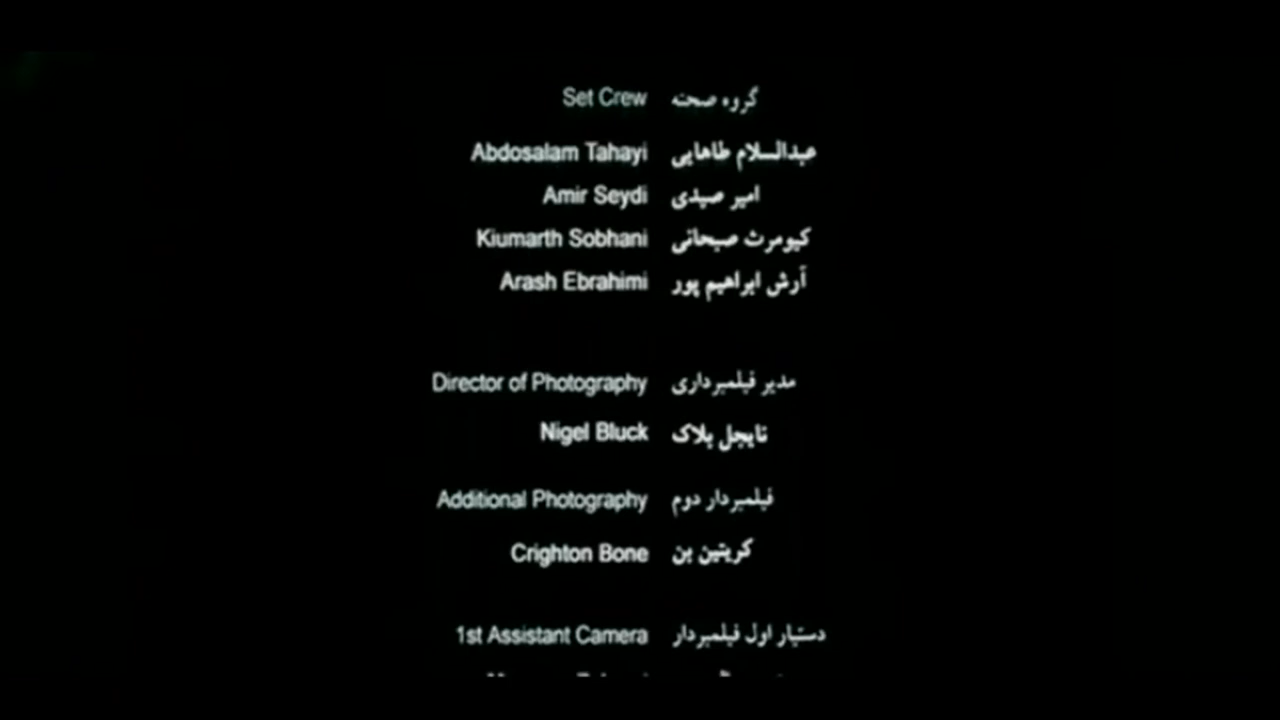 Set Crew گروه صحنه
Abdosalam Tahayi عبدالسلام طاهایی
Amir Seydi امیر صیدی
Kiumarth Sobhani کیومرث صبحانی
Arash Ebrahimi آرش ابراهیم پور
Director of Photography مدیر فیلمبرداری
Nigel Bluck نایجل بلاک
Additional Photography فیلمبردار دوم
Crighton Bone کریتین بن
1st Assistant Camera دستیار اول فیلمبردار